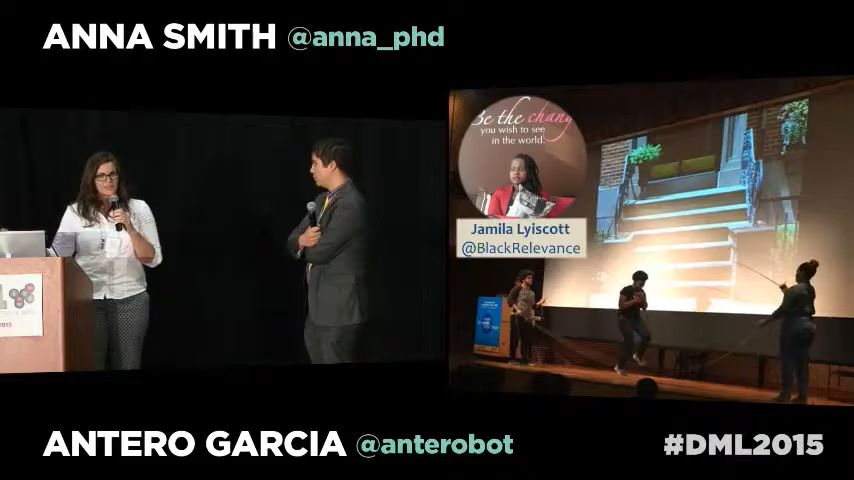 ANNA SMITH @anna_phd
Be the chang
you wish to see
in the world.
Jamila Lyiscott
@BlackRelevance
2015
ANTERO GARCIA @anterobot
#DML2015